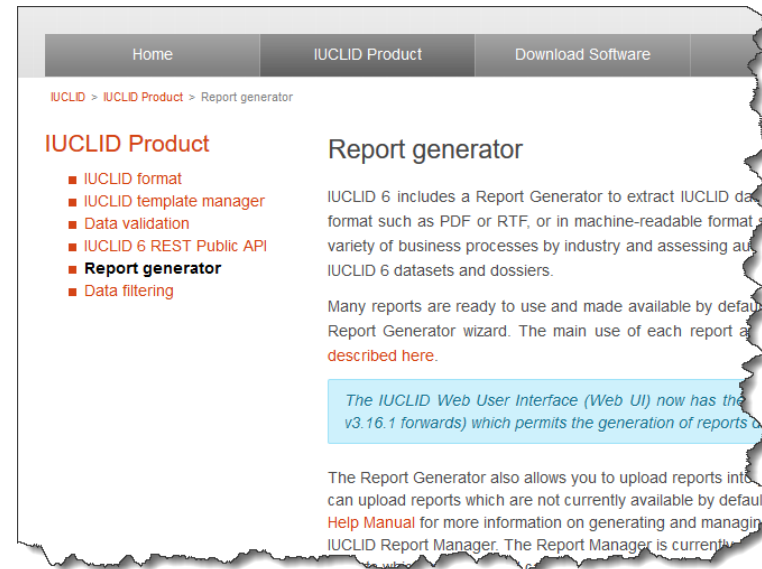 Home
IUCLID Product
Download Software
IUCLID > IUCLID Product > Report generator
IUCLID Product
IUCLID format
IUCLID template manager
Data validation
IUCLID 6 REST Public API
Report generator
Data filtering
Report generator
IUCLID 6 includes a Report Generator to extract IUCLID
format such as PDF or RTF, or in machine-readable format
variety of business processes by industry and assessing
IUCLID 6 datasets and dossiers.
Many reports are ready to use and made available by
Report Generator wizard. The main use of each report
described here.
The IUCLID Web User Interface (Web UI) now has the
v3.16.1 forwards) which permits the generation of reports
The Report Generator also allows you to upload reports
can upload reports which are not currently available by
Help Manual for more information on generating and
IUCLID Report Manager. The Report Manager is currently